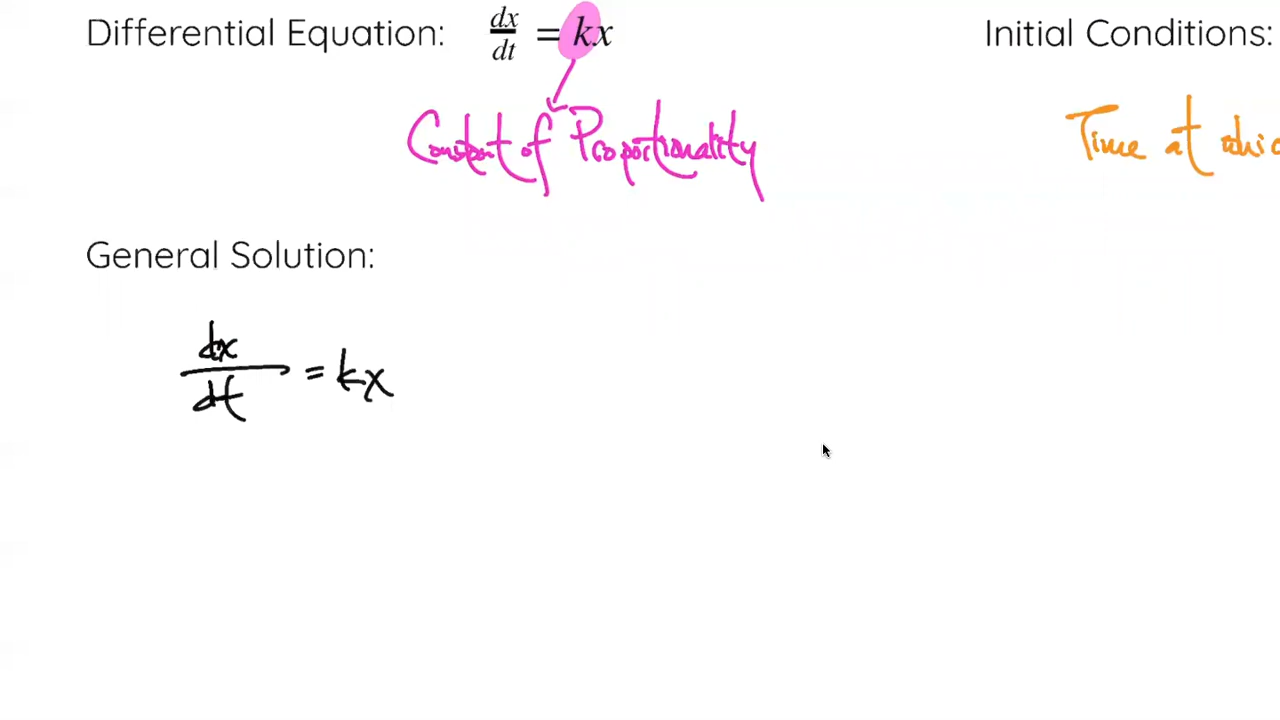 Differential Equation: dx/dt = kx
Initial Conditions:
Constant of Proportionality
Time at
General Solution:
dx/dt = kx